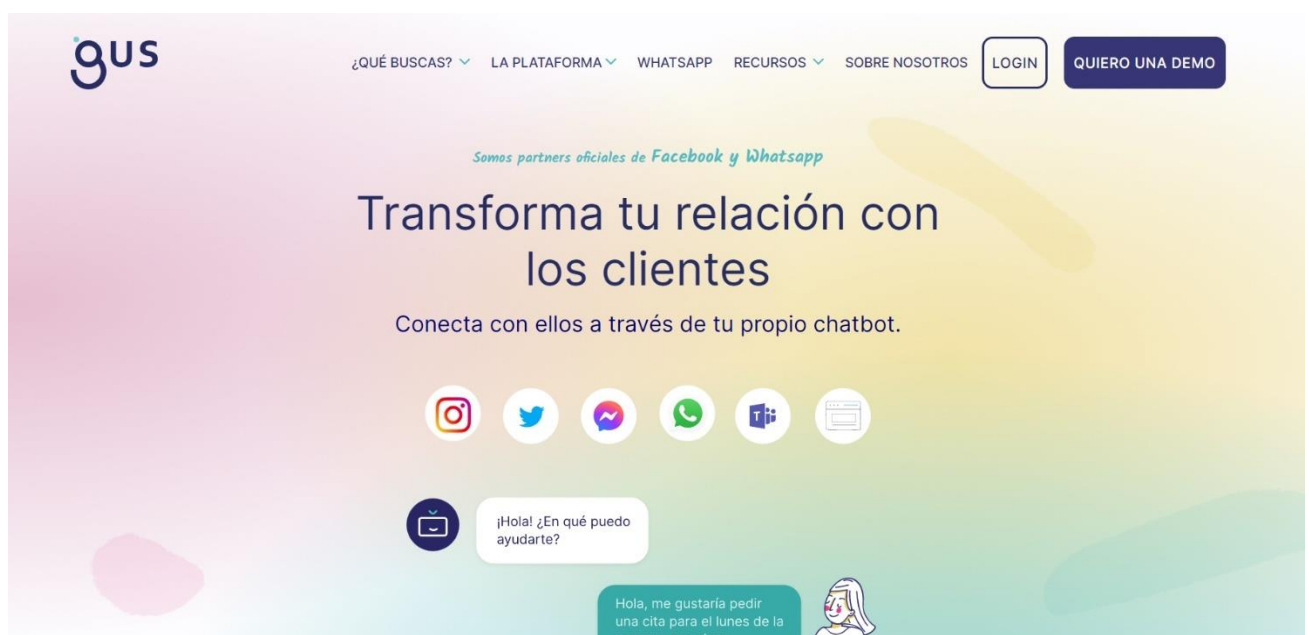 gus
¿QUÉ BUSCAS? LA PLATAFORMA WHATSAPP RECURSOS SOBRE NOSOTROS LOGIN QUIERO UNA DEMO
Somos partners oficiales de Facebook y Whatsapp
Transforma tu relación con
los clientes
Conecta con ellos a través de tu propio chatbot.
¡Hola! ¿En qué puedo
ayudarte?
Hola, me gustaría pedir
una cita para el lunes de la